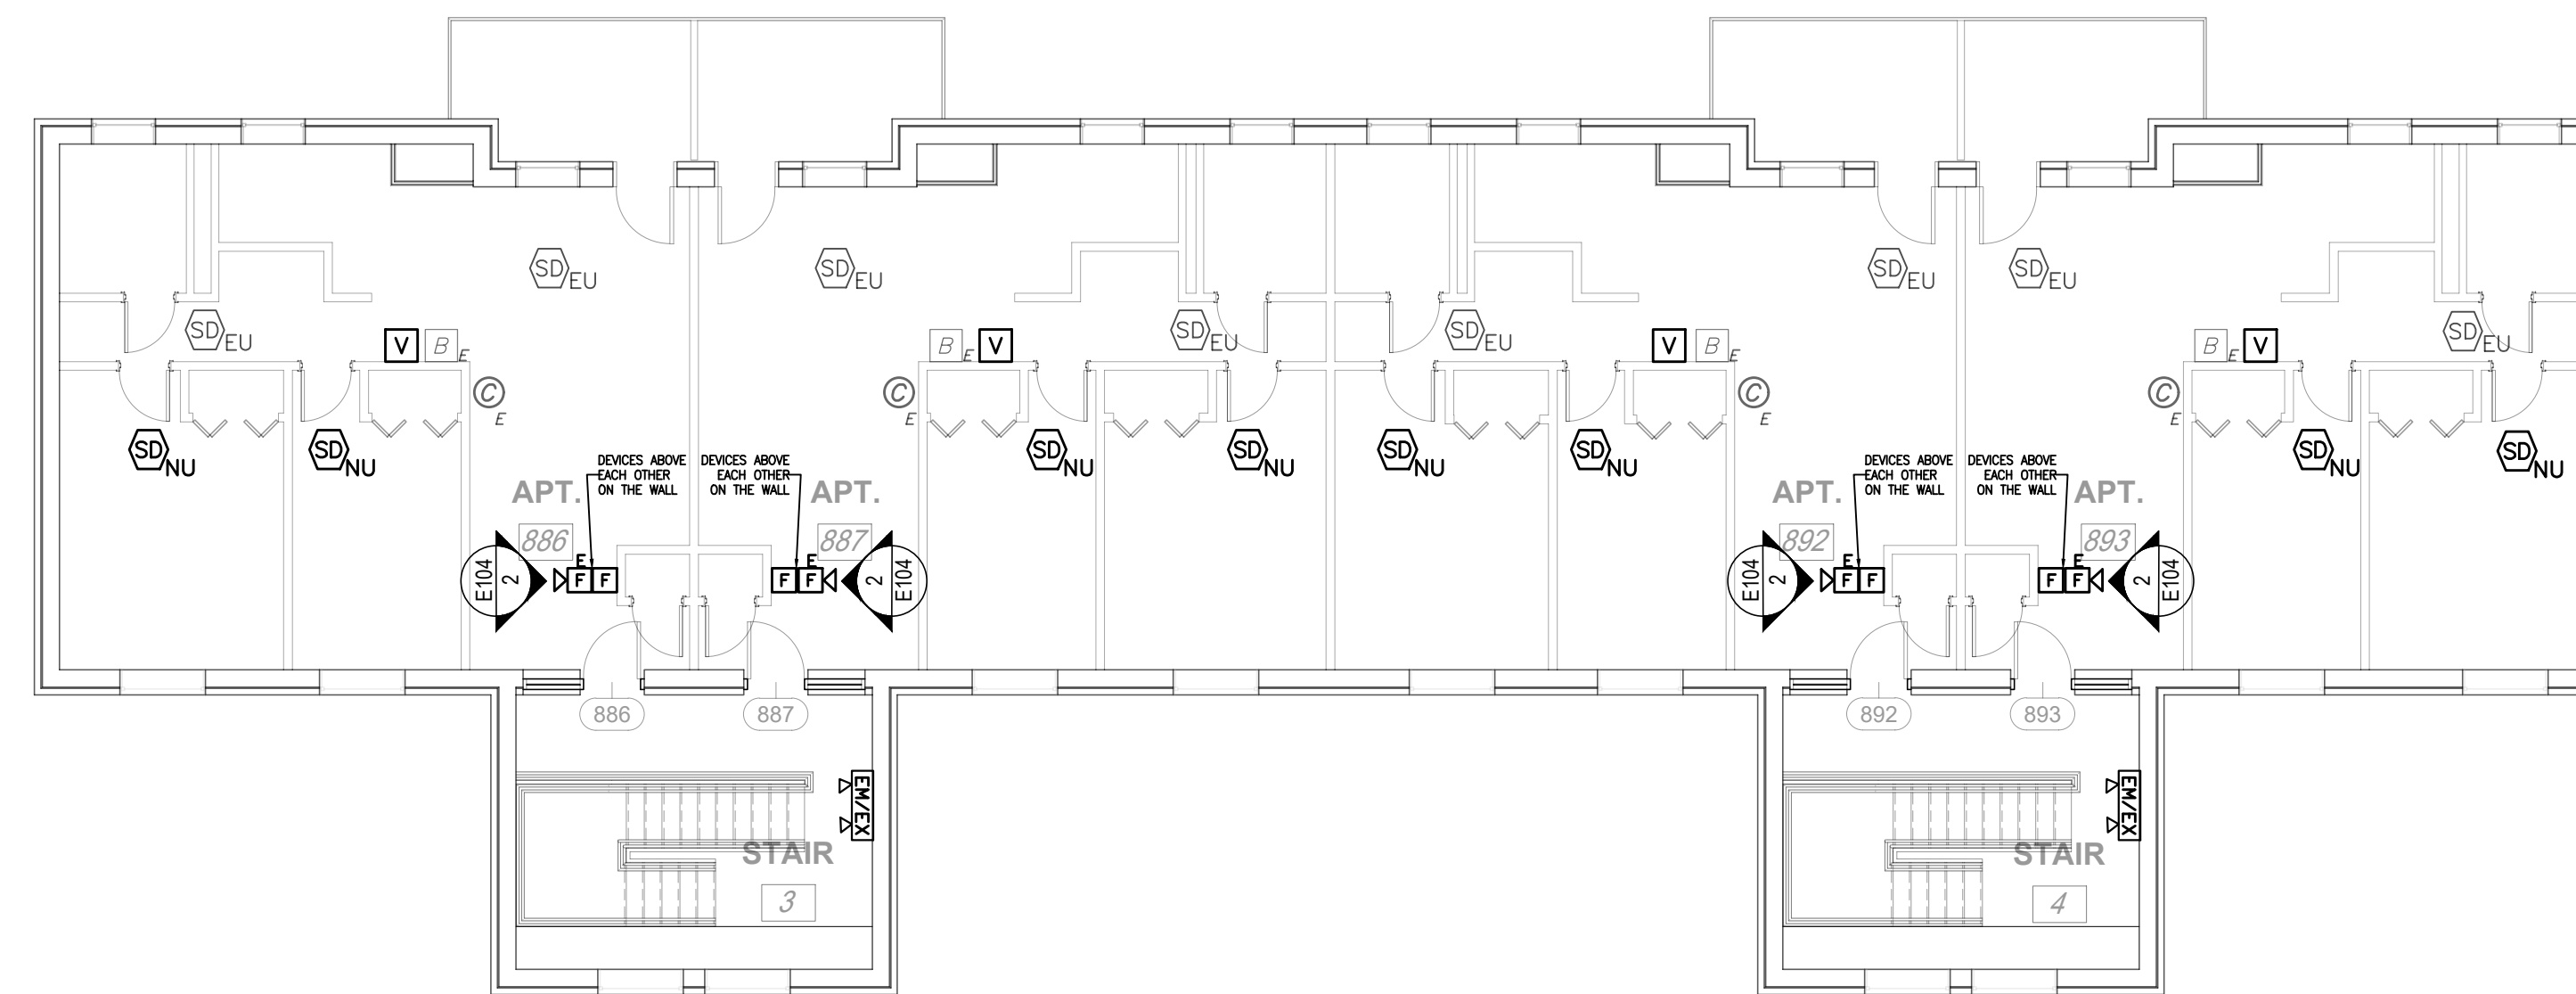 SD EU
SD EU
SD EU
SD EU
SD EU
V
B E
B E
V
SD EU
SD EU
V
B E
B E
V
SD EU
C E
C E
C E
C E
SD NU
SD NU
SD NU
SD NU
SD NU
SD NU
SD NU
SD NU
DEVICES ABOVE
EACH OTHER
ON THE WALL
DEVICES ABOVE
EACH OTHER
ON THE WALL
DEVICES ABOVE
EACH OTHER
ON THE WALL
DEVICES ABOVE
EACH OTHER
ON THE WALL
APT.
886
APT.
887
APT.
892
APT.
893
2
E104
E
F F
E
F F
2
E104
2
E104
E
F F
E
F F
2
E104
886
887
892
893
EM/EX
EM/EX
STAIR
3
STAIR
4